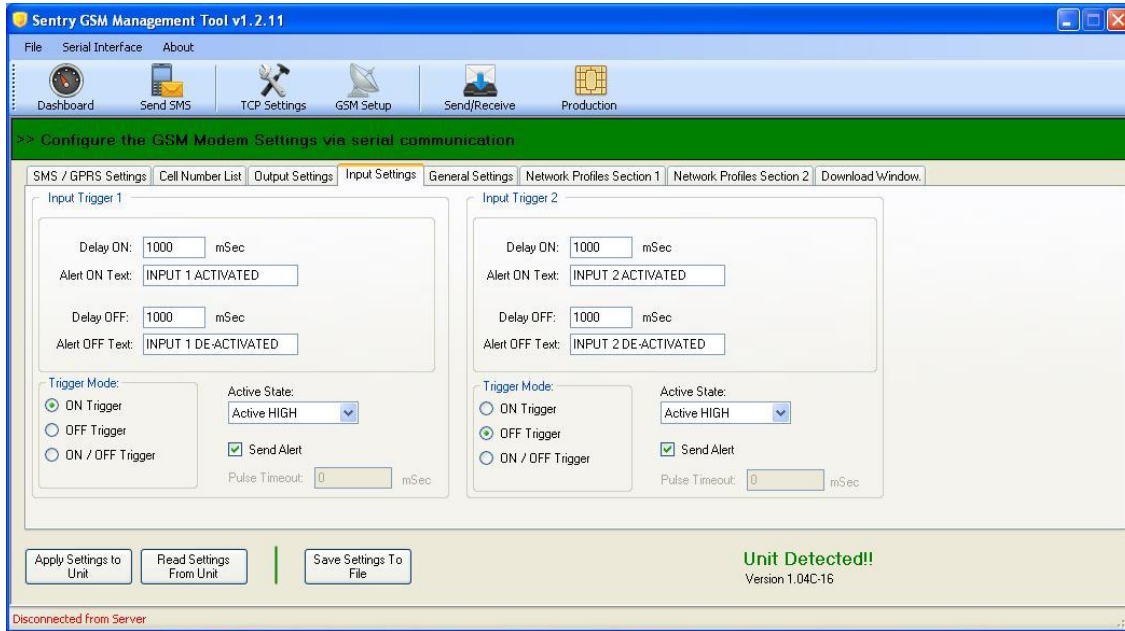 Sentry GSM Management Tool v1.2.11
File Serial Interface About
Dashboard Send SMS TCP Settings GSM Setup Send/Receive Production
>> Configure the GSM Modem Settings via serial communication
SMS / GPRS Settings Cell Number List Output Settings Input Settings General Settings Network Profiles Section 1 Network Profiles Section 2 Download Window.
Input Trigger 1
Delay ON: 1000 mSec
Alert ON Text: INPUT 1 ACTIVATED
Delay OFF: 1000 mSec
Alert OFF Text: INPUT 1 DE-ACTIVATED
Trigger Mode:
ON Trigger
OFF Trigger
ON / OFF Trigger
Active State:
Active HIGH
Send Alert
Pulse Timeout: 0 mSec
Input Trigger 2
Delay ON: 1000 mSec
Alert ON Text: INPUT 2 ACTIVATED
Delay OFF: 1000 mSec
Alert OFF Text: INPUT 2 DE-ACTIVATED
Trigger Mode:
ON Trigger
OFF Trigger
ON / OFF Trigger
Active State:
Active HIGH
Send Alert
Pulse Timeout: 0 mSec
Apply Settings to Unit
Read Settings From Unit
Save Settings To File
Unit Detected!!
Version 1.04C-16
Disconnected from Server